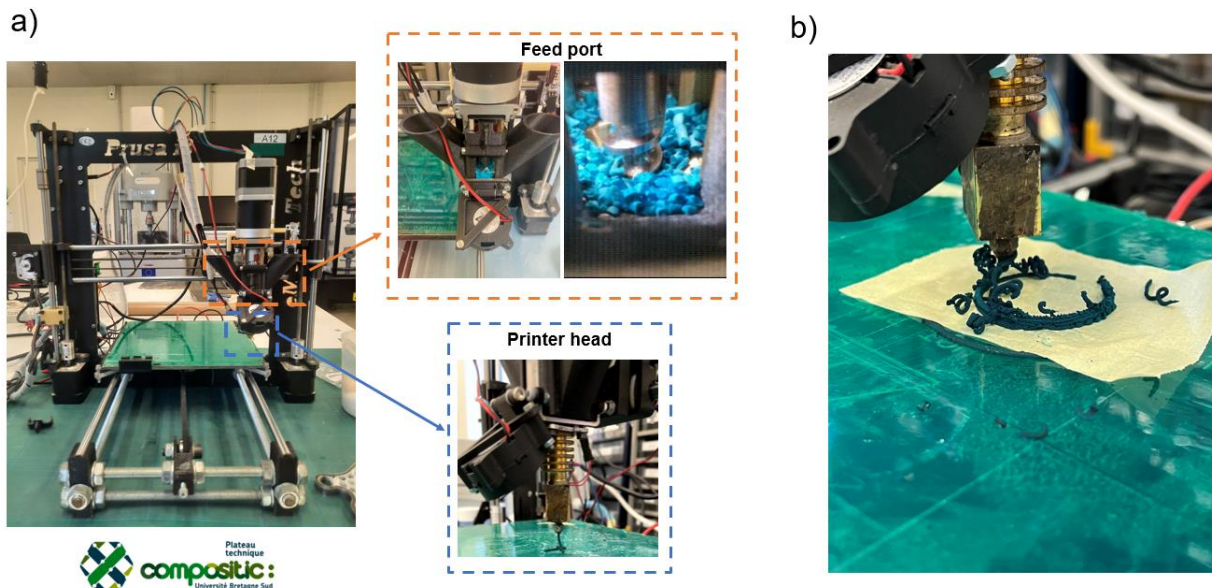 a)
b)
Feed port
A12
Prusa
Tech
Printer head
Plateau
technique
compositic:
Université Bretagne Sud